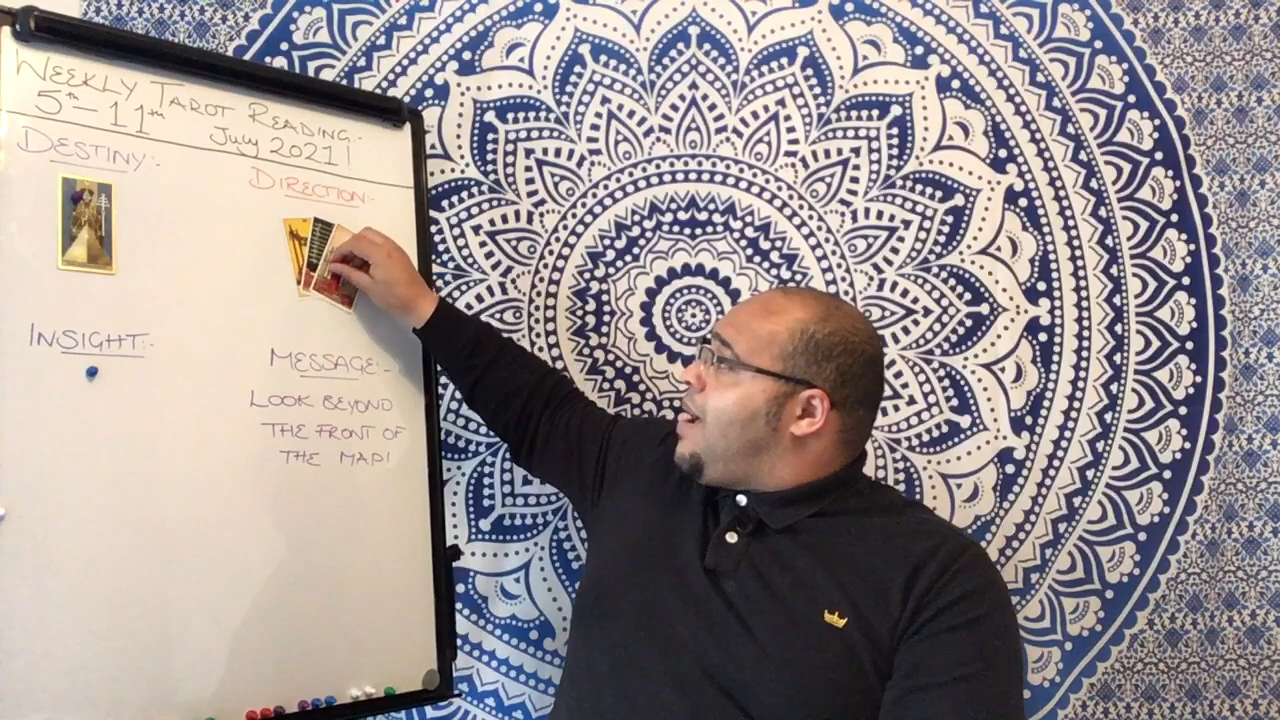 WEEKLY TAROT READING:-
5th - 11th July 2021!
DESTINY:-
DIRECTION:-
INSIGHT:-
MESSAGE:-
LOOK BEYOND
THE FRONT OF
THE MAP!